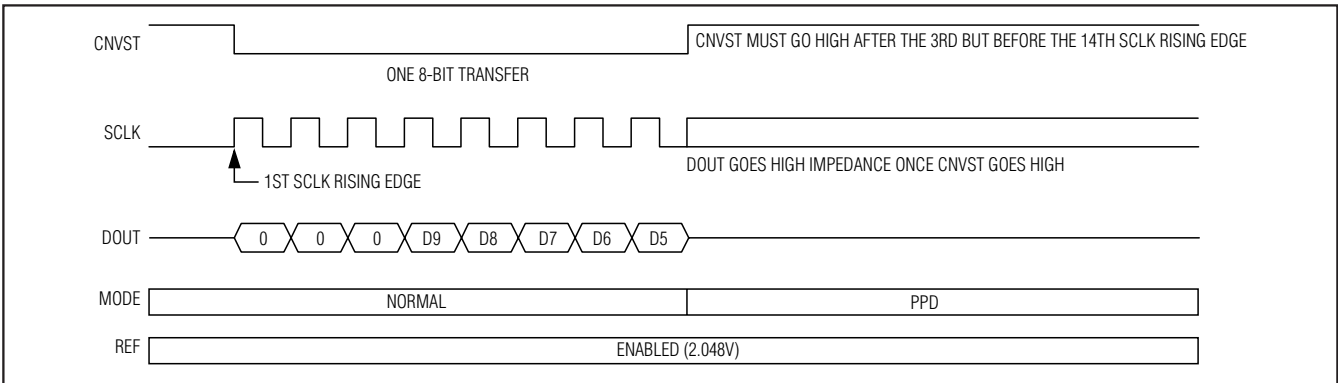 CNVST
CNVST MUST GO HIGH AFTER THE 3RD BUT BEFORE THE 14TH SCLK RISING EDGE
ONE 8-BIT TRANSFER
SCLK
DOUT GOES HIGH IMPEDANCE ONCE CNVST GOES HIGH
1ST SCLK RISING EDGE
DOUT 0 0 0 D9 D8 D7 D6 D5
MODE NORMAL PPD
REF ENABLED (2.048V)